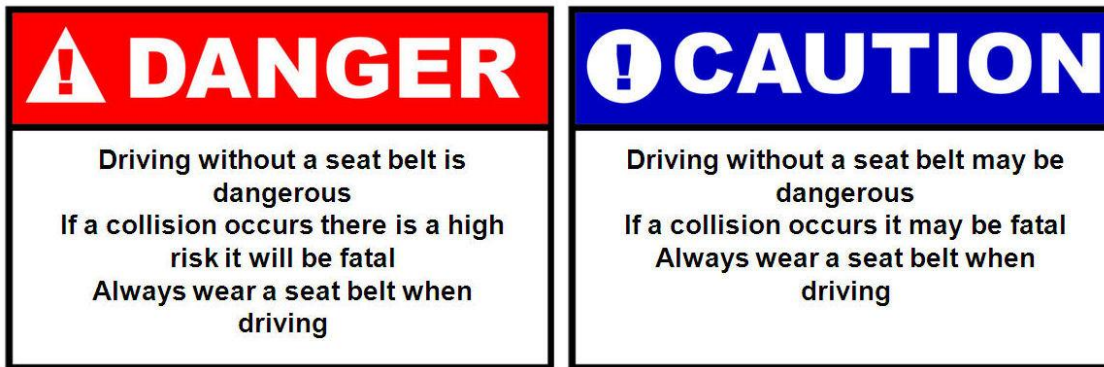 ! DANGER
Driving without a seat belt is
dangerous
If a collision occurs there is a high
risk it will be fatal
Always wear a seat belt when
driving
! CAUTION
Driving without a seat belt may be
dangerous
If a collision occurs it may be fatal
Always wear a seat belt when
driving